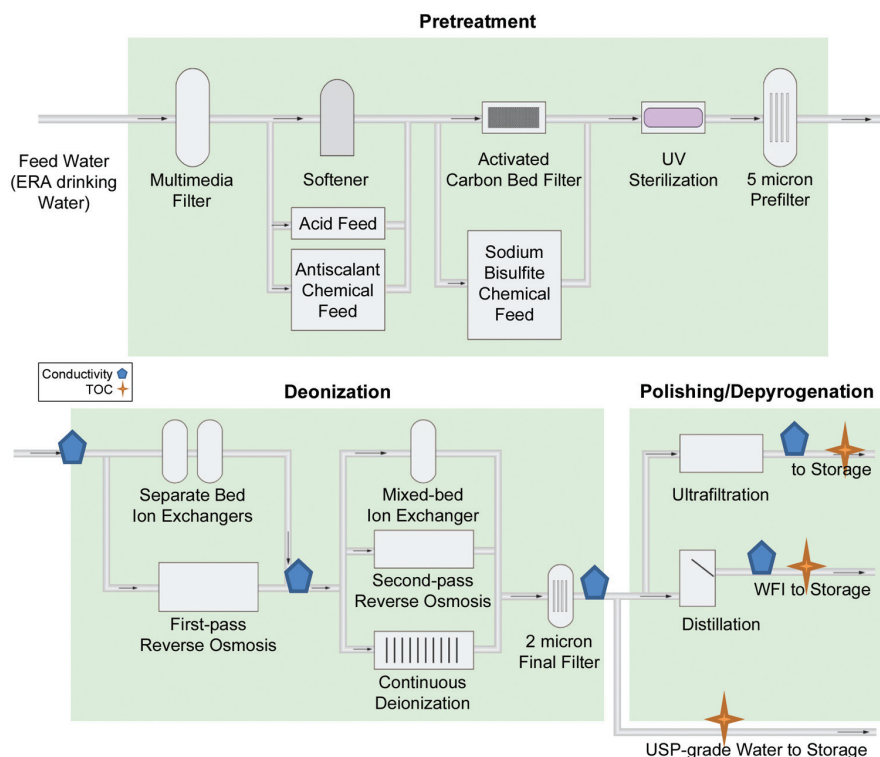 Pretreatment
Feed Water
(ERA drinking
Water)
Multimedia
Filter
Softener
Acid Feed
Antiscalant
Chemical
Feed
Activated
Carbon Bed Filter
Sodium
Bisulfite
Chemical
Feed
UV
Sterilization
5 micron
Prefilter
Conductivity
TOC
Deonization
Separate Bed
Ion Exchangers
First-pass
Reverse Osmosis
Mixed-bed
Ion Exchanger
Second-pass
Reverse Osmosis
Continuous
Deionization
2 micron
Final Filter
Polishing/Depyrogenation
Ultrafiltration
to Storage
Distillation
WFI to Storage
USP-grade Water to Storage